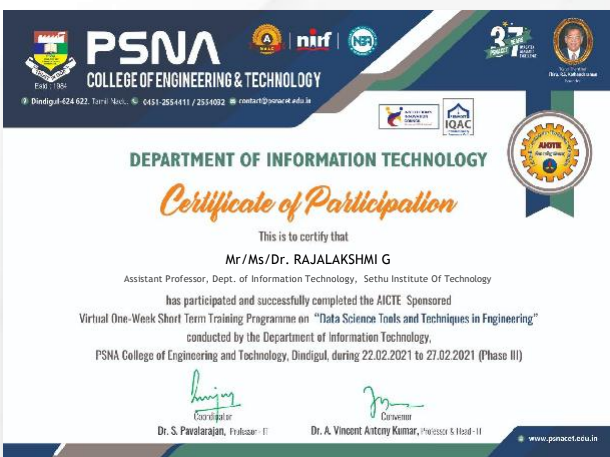 PSNA
COLLEGE OF ENGINEERING & TECHNOLOGY
Estd : 1984
nirf
NBA
37
YEARS
Dindigul-624 622. Tamil Nadu. 0451-2554411 / 2554032 contact@psnacet.edu.in
IQAC
AICTE
DEPARTMENT OF INFORMATION TECHNOLOGY
Certificate of Participation
This is to certify that
Mr/Ms/Dr. RAJALAKSHMI G
Assistant Professor, Dept. of Information Technology, Sethu Institute Of Technology
has participated and successfully completed the AICTE Sponsored
Virtual One-Week Short Term Training Programme on "Data Science Tools and Techniques in Engineering"
conducted by the Department of Information Technology,
PSNA College of Engineering and Technology, Dindigul, during 22.02.2021 to 27.02.2021 (Phase III)
Coordinator
Dr. S. Pavalarajan, Professor - IT
Convenor
Dr. A. Vincent Antony Kumar, Professor & Head - IT
www.psnacet.edu.in